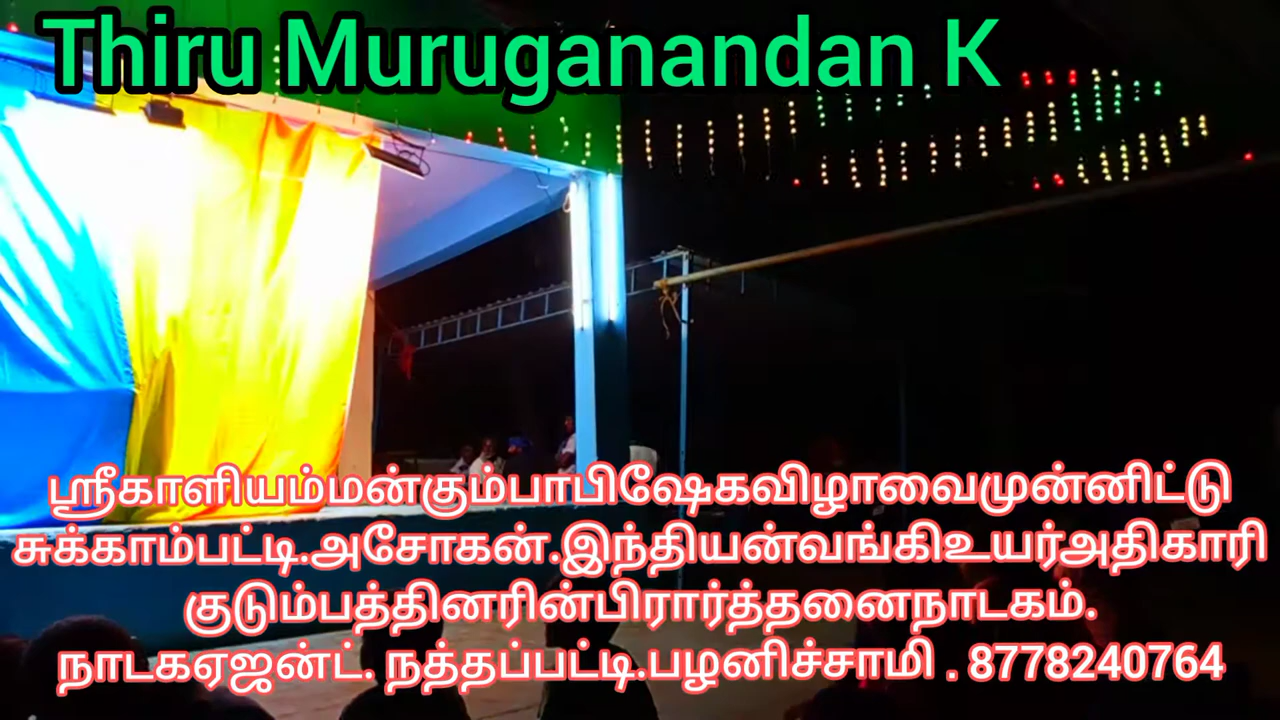 Thiru Muruganandan K
ஸ்ரீகாளியம்மன்கும்பாபிஷேகவிழாவைமுன்னிட்டு
சுக்காம்பட்டி.அசோகன்.இந்தியன்வங்கிஉயர்அதிகாரி
குடும்பத்தினரின்பிரார்த்தனைநாடகம்.
நாடகஏஜன்ட். நத்தப்பட்டி.பழனிச்சாமி . 8778240764